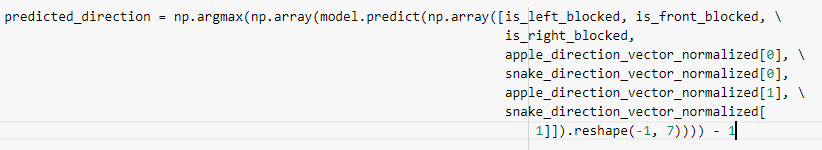 predicted_direction = np.argmax(np.array(model.predict(np.array([is_left_blocked, is_front_blocked, \
is_right_blocked,
apple_direction_vector_normalized[0], \
snake_direction_vector_normalized[0],
apple_direction_vector_normalized[1], \
snake_direction_vector_normalized[
1]]).reshape(-1, 7)))) - 1